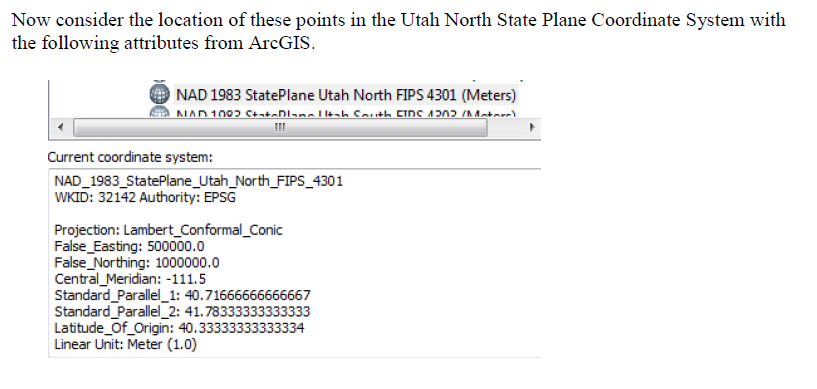 Now consider the location of these points in the Utah North State Plane Coordinate System with
the following attributes from ArcGIS.
NAD 1983 StatePlane Utah North FIPS 4301 (Meters)
NAD 1983 StatePlane Utah South FIPS 4303 (Meters)
Current coordinate system:
NAD_1983_StatePlane_Utah_North_FIPS_4301
WKID: 32142 Authority: EPSG
Projection: Lambert_Conformal_Conic
False_Easting: 500000.0
False_Northing: 1000000.0
Central_Meridian: -111.5
Standard_Parallel_1: 40.71666666666667
Standard_Parallel_2: 41.78333333333333
Latitude_Of_Origin: 40.33333333333334
Linear Unit: Meter (1.0)